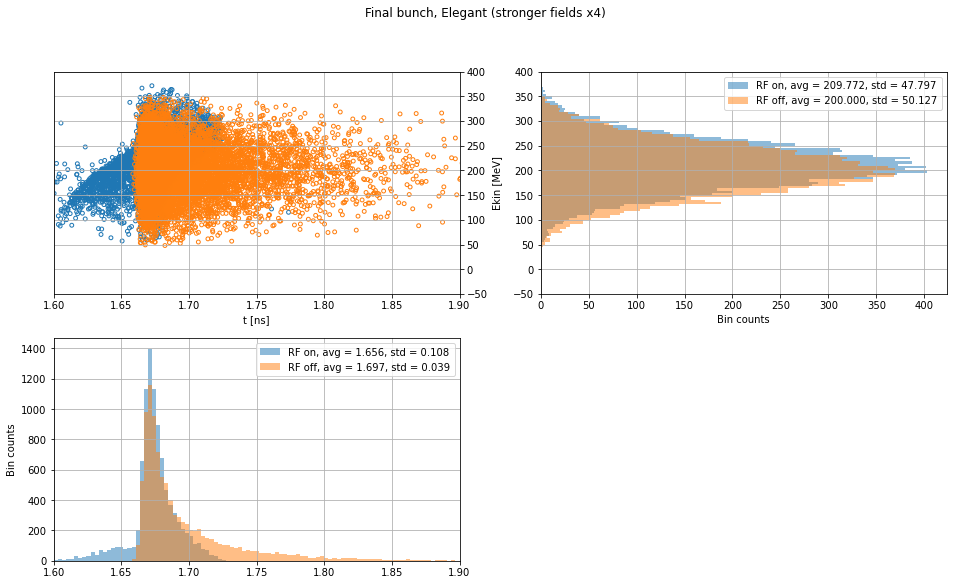 Final bunch, Elegant (stronger fields x4)
400
350
300
250
200
150
100
50
0
−50
1.60 1.65 1.70 1.75 1.80 1.85 1.90
t [ns]
Ekin [MeV]
400
350
300
250
200
150
100
50
0
−50
RF on, avg = 209.772, std = 47.797
RF off, avg = 200.000, std = 50.127
0 50 100 150 200 250 300 350 400
Bin counts
Bin counts
1400
1200
1000
800
600
400
200
0
RF on, avg = 1.656, std = 0.108
RF off, avg = 1.697, std = 0.039
1.60 1.65 1.70 1.75 1.80 1.85 1.90